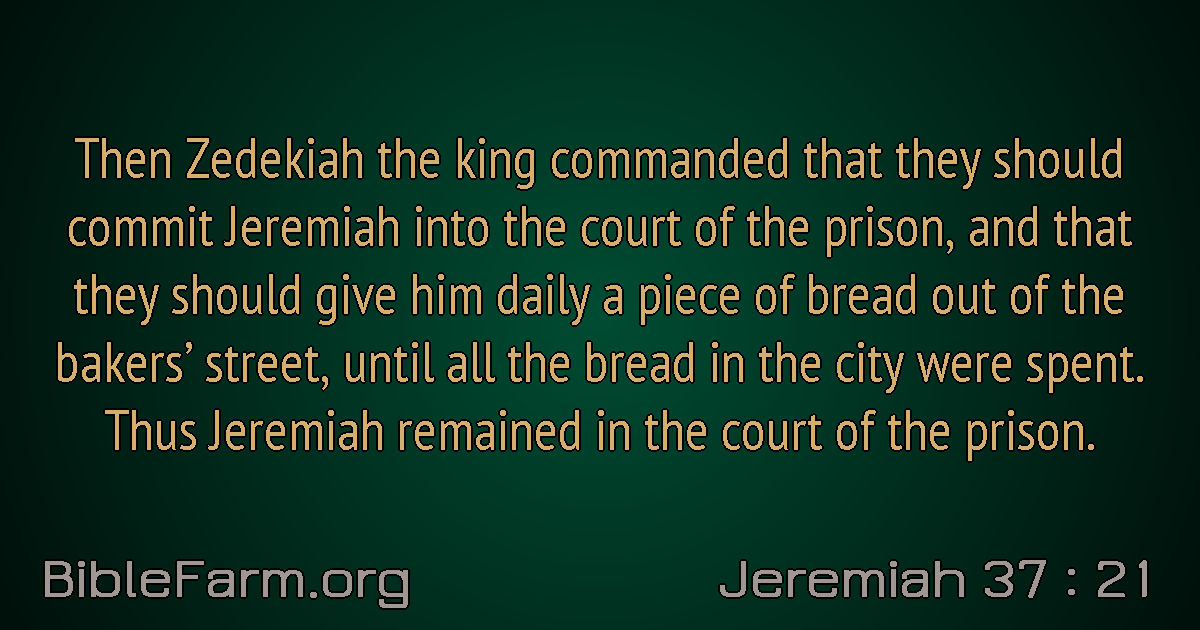 Then Zedekiah the king commanded that they should
commit Jeremiah into the court of the prison, and that
they should give him daily a piece of bread out of the
bakers’ street, until all the bread in the city were spent.
Thus Jeremiah remained in the court of the prison.
BibleFarm.org
Jeremiah 37 : 21